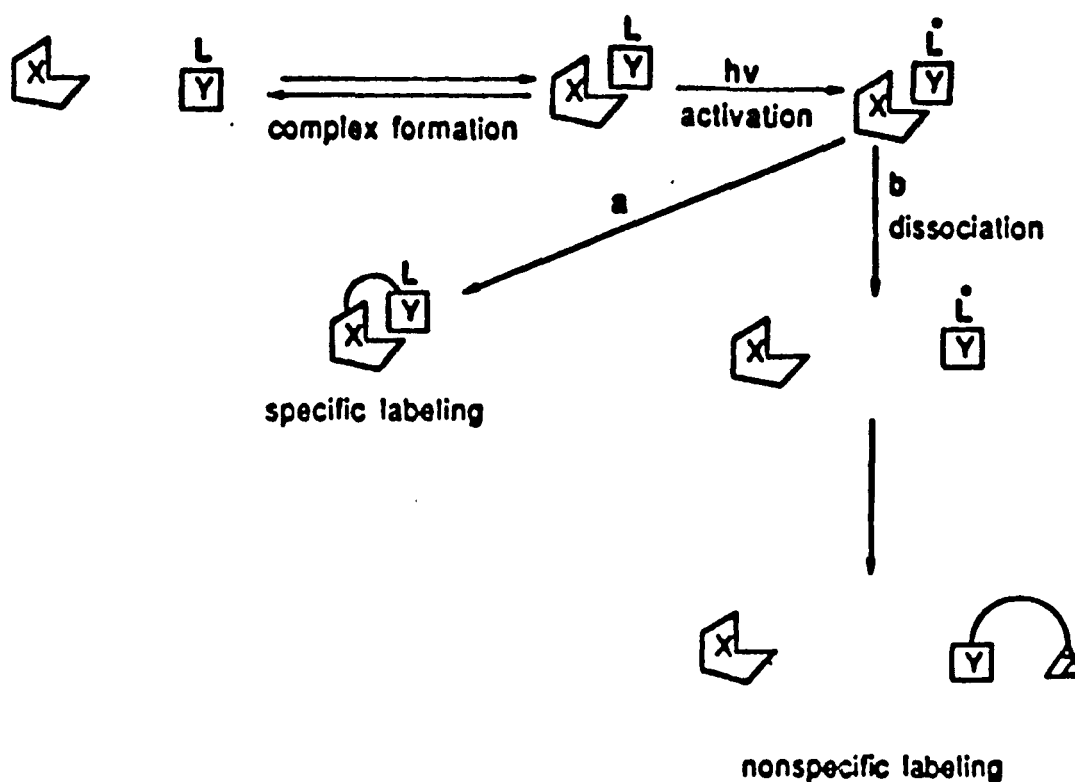 L
L
L•
X
Y
X
Y
hν
X
Y
complex formation
activation
a
b
dissociation
L
X
Y
L•
X
Y
specific labeling
X
Y
nonspecific labeling